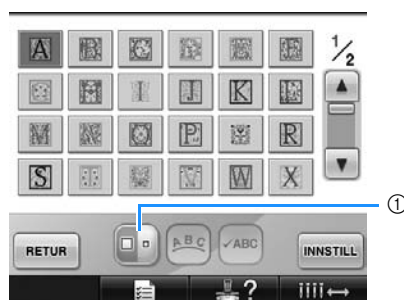 A B C D E F 1/2
G H I J K L
M N O P Q R
S T U V W X
①
RETUR ABC ✓ABC INNSTILL
?